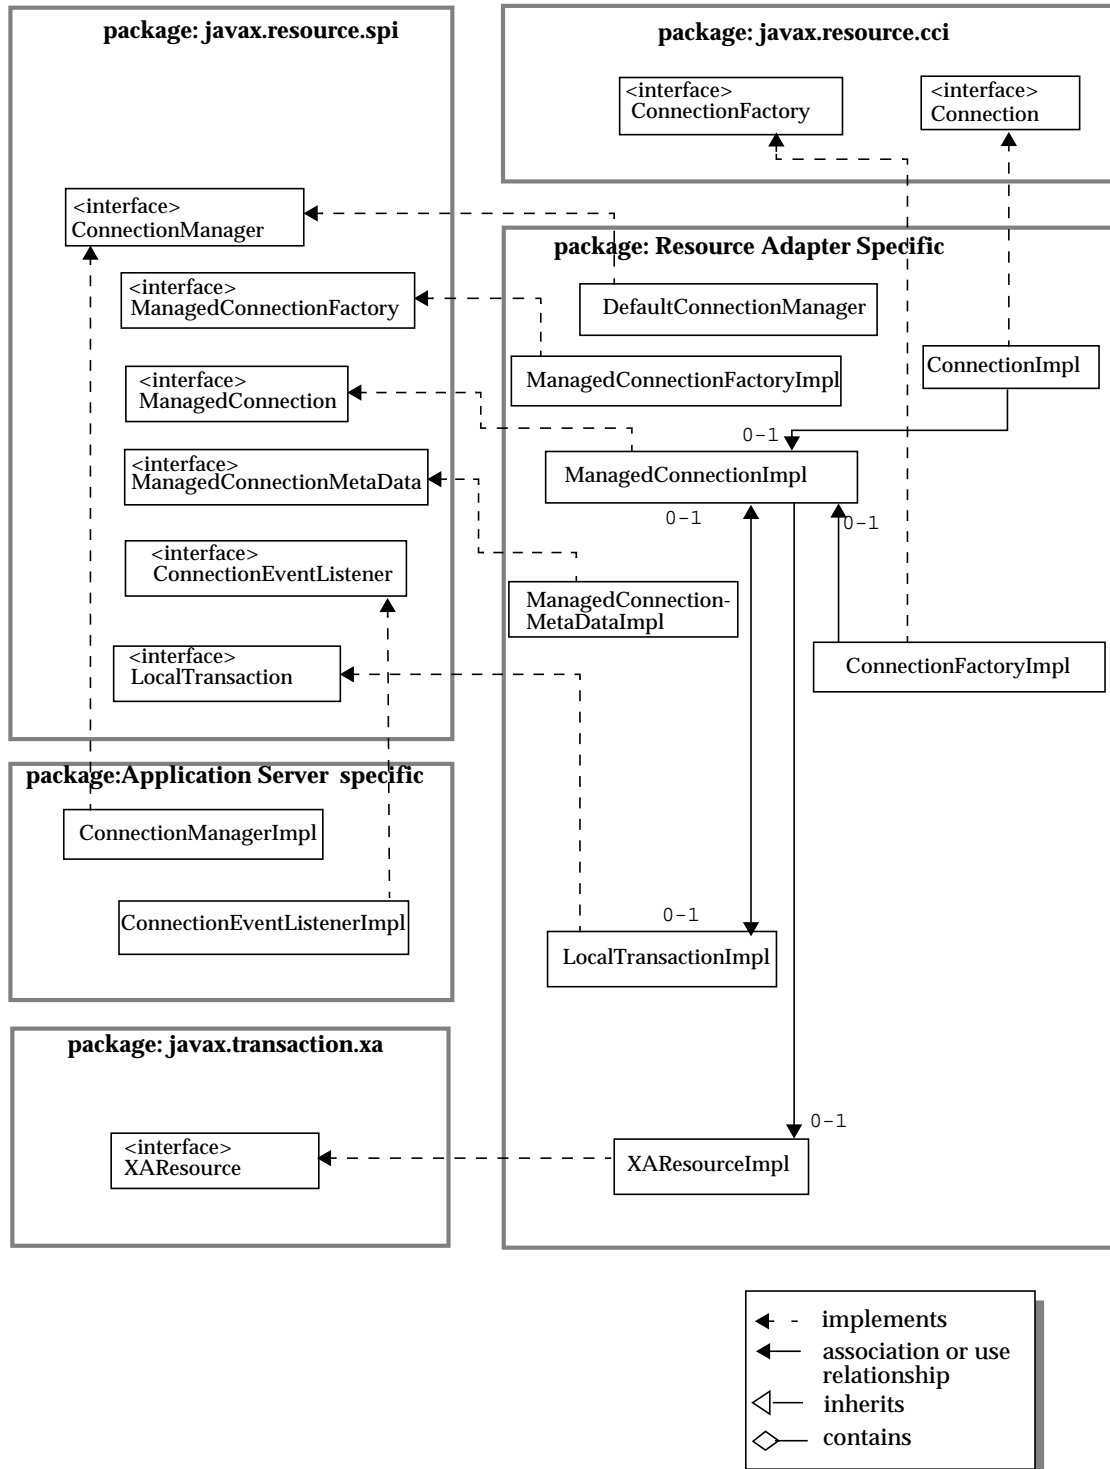 package: javax.resource.spi
<interface>
ConnectionManager
<interface>
ManagedConnectionFactory
<interface>
ManagedConnection
<interface>
ManagedConnectionMetaData
<interface>
ConnectionEventListener
<interface>
LocalTransaction
package: javax.resource.cci
<interface>
ConnectionFactory
<interface>
Connection
package: Resource Adapter Specific
DefaultConnectionManager
ManagedConnectionFactoryImpl
ConnectionImpl
0-1
ManagedConnectionImpl
0-1
0-1
ManagedConnection-
MetaDataImpl
ConnectionFactoryImpl
0-1
LocalTransactionImpl
0-1
XAResourceImpl
package:Application Server specific
ConnectionManagerImpl
ConnectionEventListenerImpl
package: javax.transaction.xa
<interface>
XAResource
implements
association or use
relationship
inherits
contains